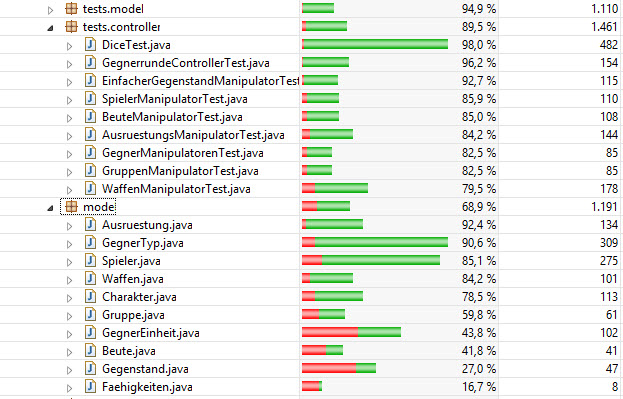 tests.model 94,9 % 1.110
tests.controller 89,5 % 1.461
DiceTest.java 98,0 % 482
GegnerrundeControllerTest.java 96,2 % 154
EinfacherGegenstandManipulatorTest 92,7 % 115
SpielerManipulatorTest.java 85,9 % 110
BeuteManipulatorTest.java 85,0 % 108
AusruestungsManipulatorTest.java 84,2 % 144
GegnerManipulatorenTest.java 82,5 % 85
GruppenManipulatorTest.java 82,5 % 85
WaffenManipulatorTest.java 79,5 % 178
model 68,9 % 1.191
Ausruestung.java 92,4 % 134
GegnerTyp.java 90,6 % 309
Spieler.java 85,1 % 275
Waffen.java 84,2 % 101
Charakter.java 78,5 % 113
Gruppe.java 59,8 % 61
GegnerEinheit.java 43,8 % 102
Beute.java 41,8 % 41
Gegenstand.java 27,0 % 47
Faehigkeiten.java 16,7 % 8